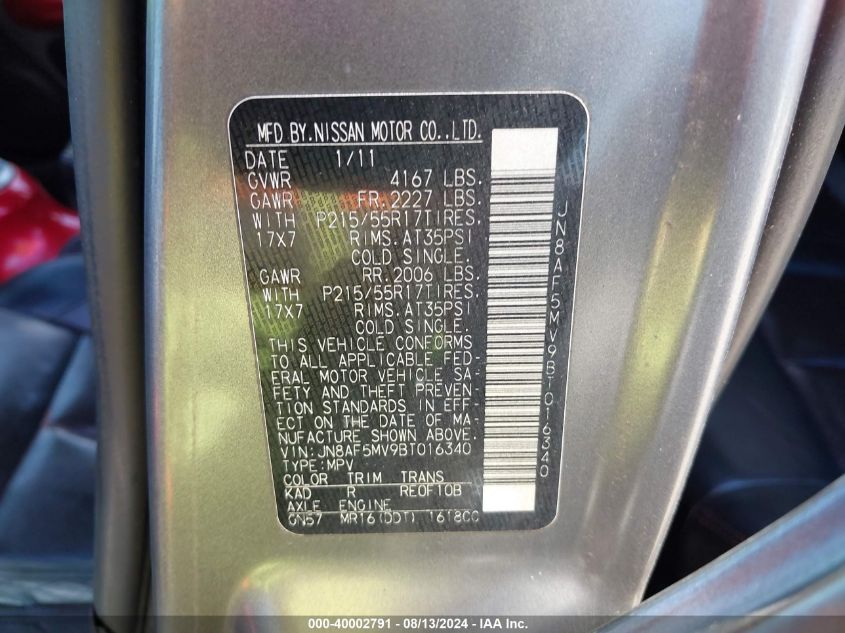 MFD BY.NISSAN MOTOR CO.,LTD.
DATE 1/11
GVWR 4167 LBS.
GAWR FR.2227 LBS.
WITH P215/55R17TIRES.
17X7 RIMS.AT35PSI
COLD SINGLE.
GAWR RR.2006 LBS.
WITH P215/55R17TIRES.
17X7 RIMS.AT35PSI
COLD SINGLE.
THIS VEHICLE CONFORMS
TO ALL APPLICABLE FED-
ERAL MOTOR VEHICLE SA-
FETY AND THEFT PREVEN-
TION STANDARDS IN EFF-
ECT ON THE DATE OF MA-
NUFACTURE SHOWN ABOVE.
VIN:JN8AF5MV9BT016340
TYPE:MPV
COLOR TRIM TRANS
KAD R RE0F10B
AXLE ENGINE
GN57 MR16(DDT) 1618CC
JN8AF5MV9BT016340
000-40002791 - 08/13/2024 - IAA Inc.